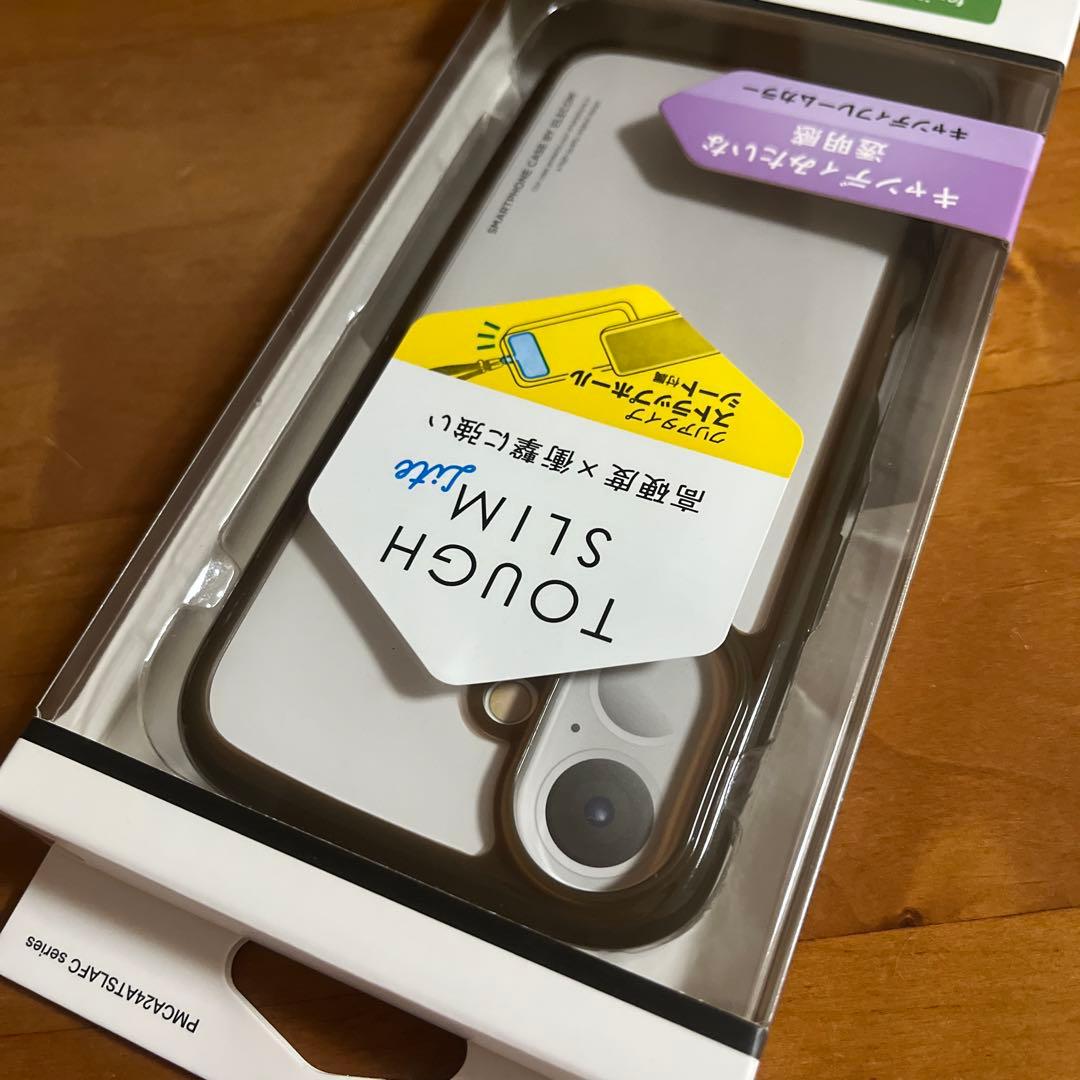 PMCA24ATSLAFC series
TOUGH
SLIM
Lite
高硬度×衝撃に強い
クリアタイプ
ストラップホール
シート付属
SMARTPHONE CASE BY ELECOM
キャンディみたいな
透明感
キャンディフレームカラー